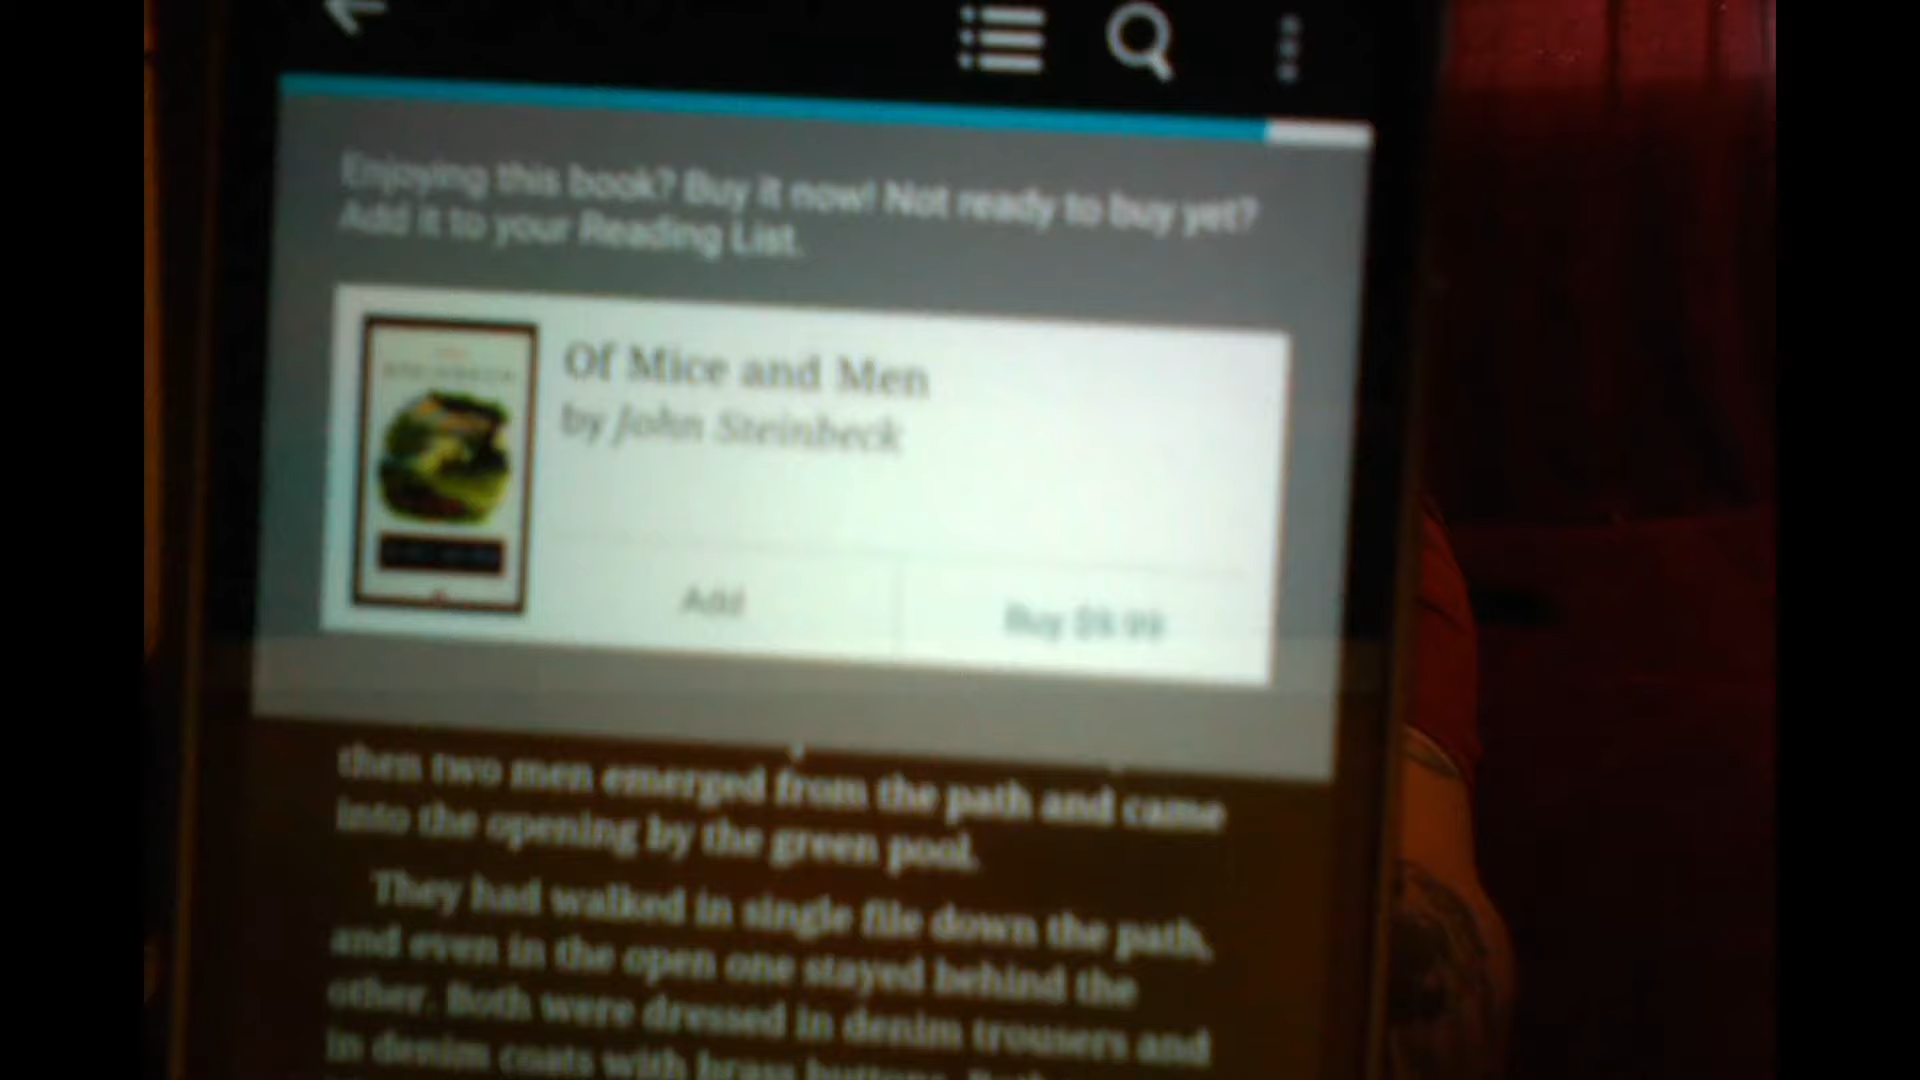 Enjoying this book? Buy it now! Not ready to buy yet?
Add it to your Reading List.
Of Mice and Men
by John Steinbeck
Add
Buy $9.99
then two men emerged from the path and came
into the opening by the green pool.
They had walked in single file down the path,
and even in the open one stayed behind the
other. Both were dressed in denim trousers and
in denim coats with brass buttons. Both